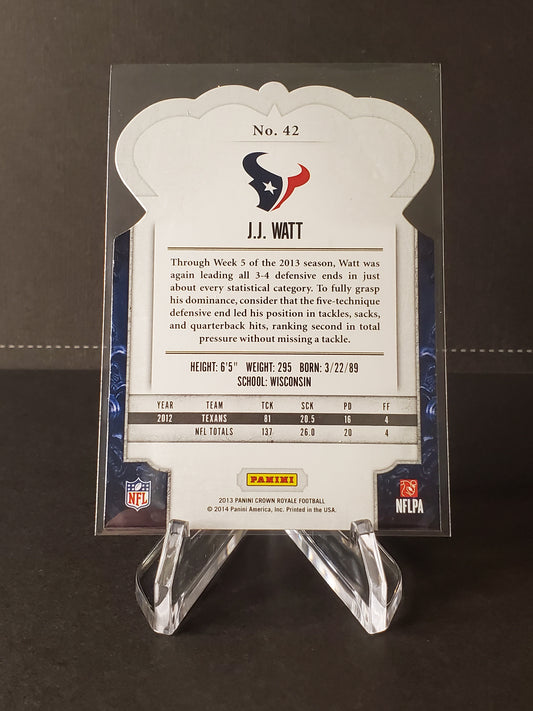 No. 42
J.J. WATT
Through Week 5 of the 2013 season, Watt was
again leading all 3-4 defensive ends in just
about every statistical category. To fully grasp
his dominance, consider that the five-technique
defensive end led his position in tackles, sacks,
and quarterback hits, ranking second in total
pressure without missing a tackle.
HEIGHT: 6'5" WEIGHT: 295 BORN: 3/22/89
SCHOOL: WISCONSIN
YEAR TEAM TCK SCK PD FF
2012 TEXANS 81 20.5 16 4
NFL TOTALS 137 26.0 20 4
PANINI
NFL
NFLPA
2013 PANINI CROWN ROYALE FOOTBALL
© 2014 Panini America, Inc. Printed in the USA.